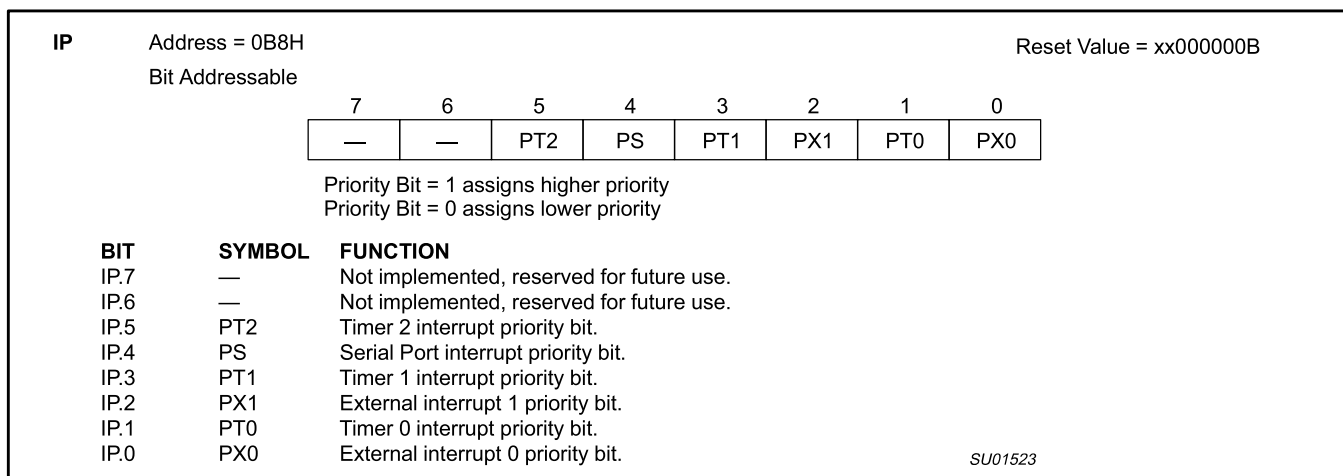 IP Address = 0B8H Reset Value = xx000000B
Bit Addressable
7 6 5 4 3 2 1 0
— — PT2 PS PT1 PX1 PT0 PX0
Priority Bit = 1 assigns higher priority
Priority Bit = 0 assigns lower priority
BIT SYMBOL FUNCTION
IP.7 — Not implemented, reserved for future use.
IP.6 — Not implemented, reserved for future use.
IP.5 PT2 Timer 2 interrupt priority bit.
IP.4 PS Serial Port interrupt priority bit.
IP.3 PT1 Timer 1 interrupt priority bit.
IP.2 PX1 External interrupt 1 priority bit.
IP.1 PT0 Timer 0 interrupt priority bit.
IP.0 PX0 External interrupt 0 priority bit.
SU01523